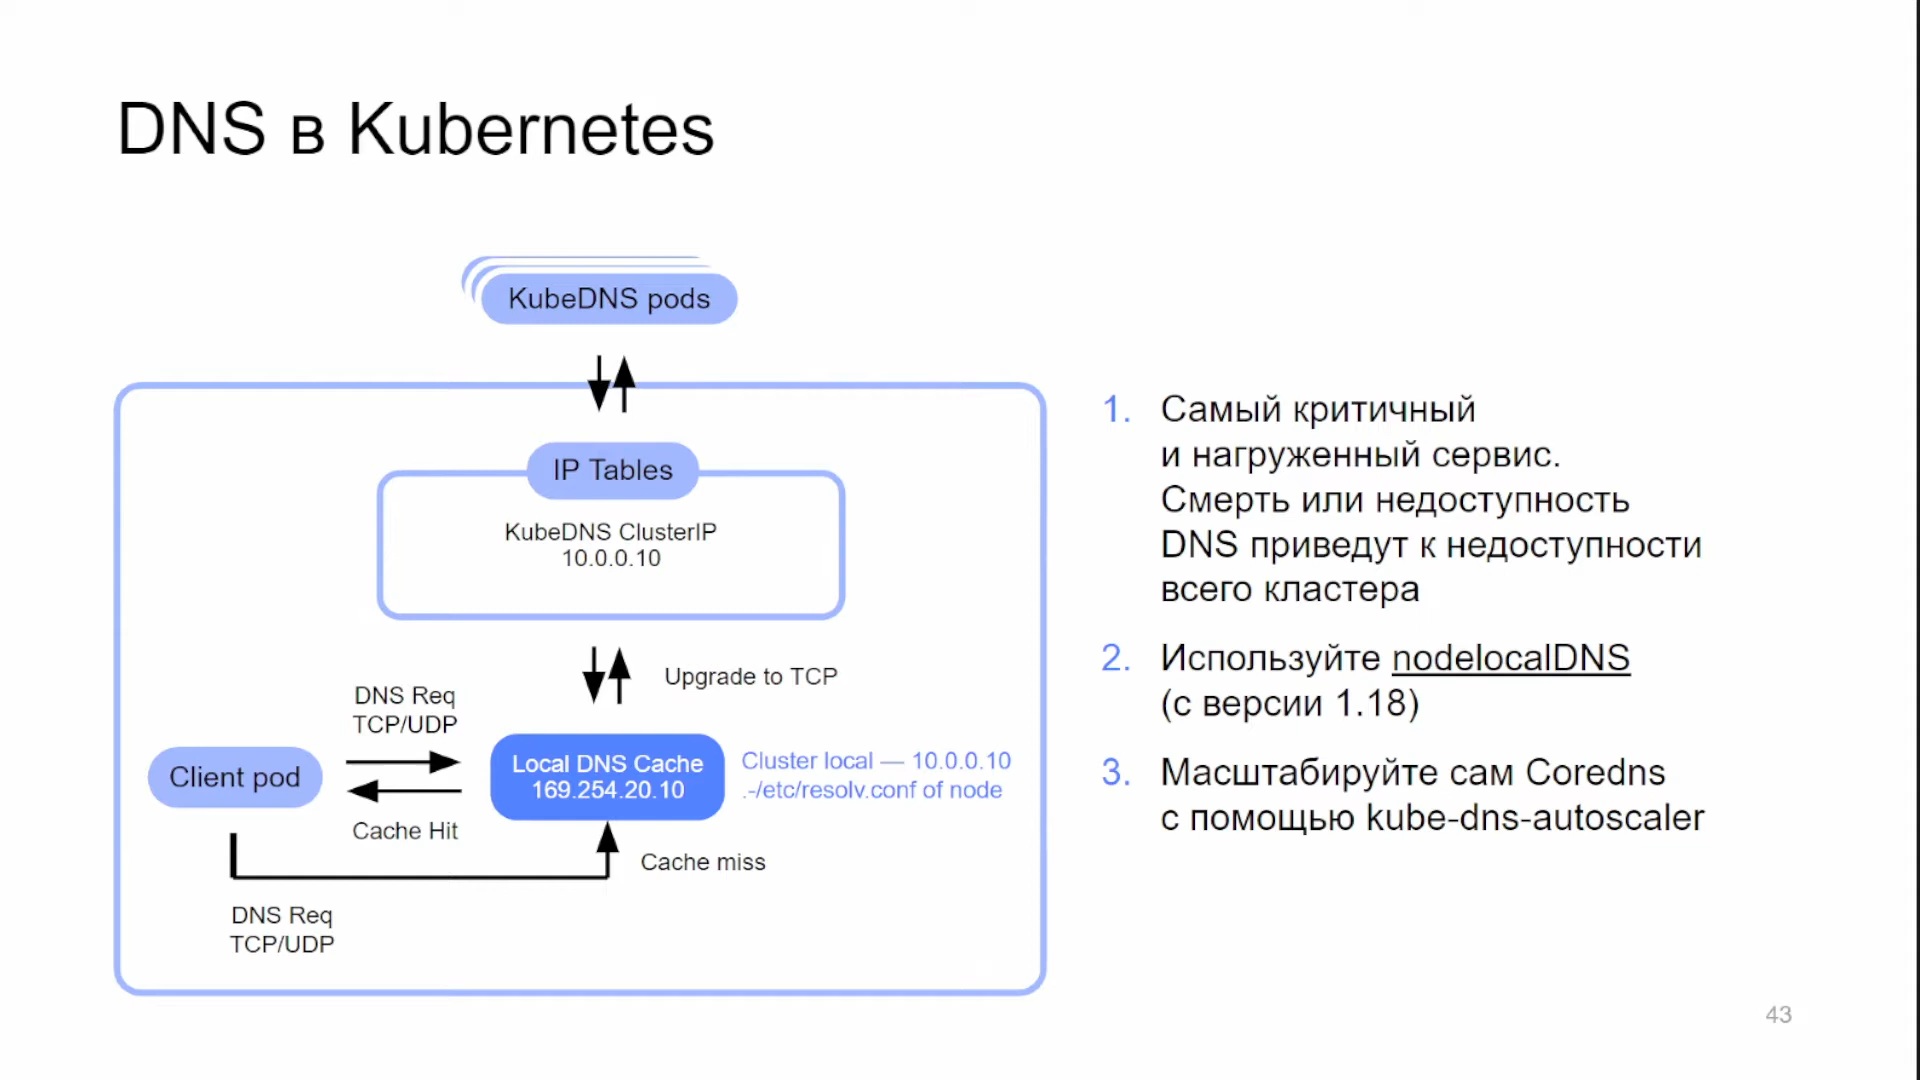 DNS в Kubernetes
KubeDNS pods
IP Tables
KubeDNS ClusterIP
10.0.0.10
Upgrade to TCP
DNS Req
TCP/UDP
Client pod
Local DNS Cache
169.254.20.10
Cluster local — 10.0.0.10
.-/etc/resolv.conf of node
Cache Hit
Cache miss
DNS Req
TCP/UDP
1. Самый критичный
и нагруженный сервис.
Смерть или недоступность
DNS приведут к недоступности
всего кластера
2. Используйте nodelocalDNS
(с версии 1.18)
3. Масштабируйте сам Coredns
с помощью kube-dns-autoscaler
43